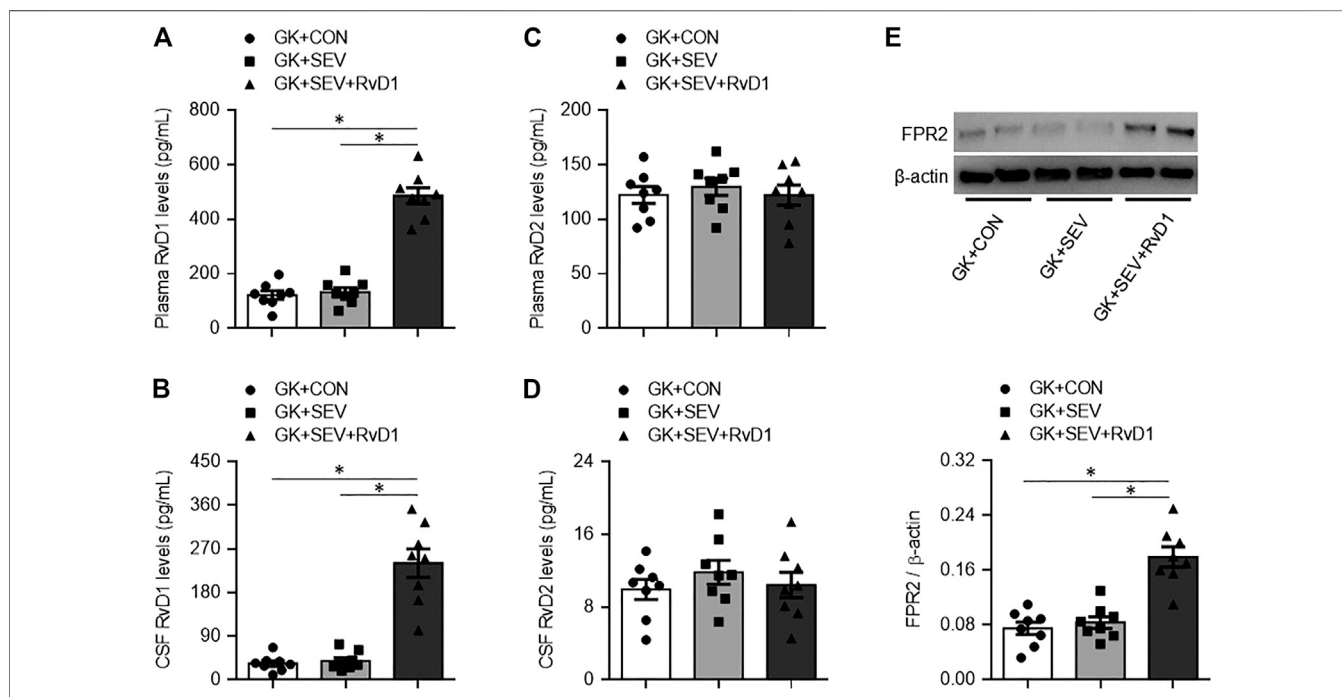 A
GK+CON
GK+SEV
GK+SEV+RvD1
*
*
Plasma RvD1 levels (pg/mL)
800
600
400
200
0
C
GK+CON
GK+SEV
GK+SEV+RvD1
Plasma RvD2 levels (pg/mL)
200
150
100
50
0
E
FPR2
β-actin
GK+CON
GK+SEV
GK+SEV+RvD1
B
GK+CON
GK+SEV
GK+SEV+RvD1
*
*
CSF RvD1 levels (pg/mL)
450
360
270
180
90
0
D
GK+CON
GK+SEV
GK+SEV+RvD1
CSF RvD2 levels (pg/mL)
24
16
8
0
GK+CON
GK+SEV
GK+SEV+RvD1
*
*
FPR2 / β-actin
0.32
0.24
0.16
0.08
0.00